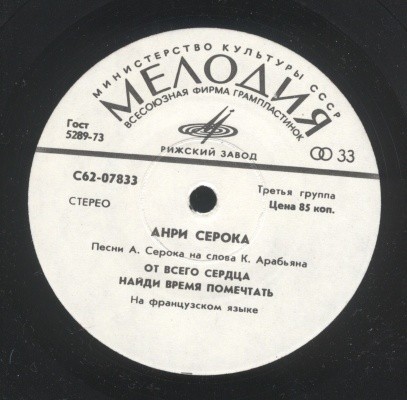 МИНИСТЕРСТВО КУЛЬТУРЫ СССР
МЕЛОДИЯ
ВСЕСОЮЗНАЯ ФИРМА ГРАМПЛАСТИНОК
Гост
5289-73
РИЖСКИЙ ЗАВОД
33
С62-07833
Третья группа
СТЕРЕО
Цена 85 коп.
АНРИ СЕРОКА
Песни А. Серока на слова К. Арабьяна
ОТ ВСЕГО СЕРДЦА
НАЙДИ ВРЕМЯ ПОМЕЧТАТЬ
На французском языке